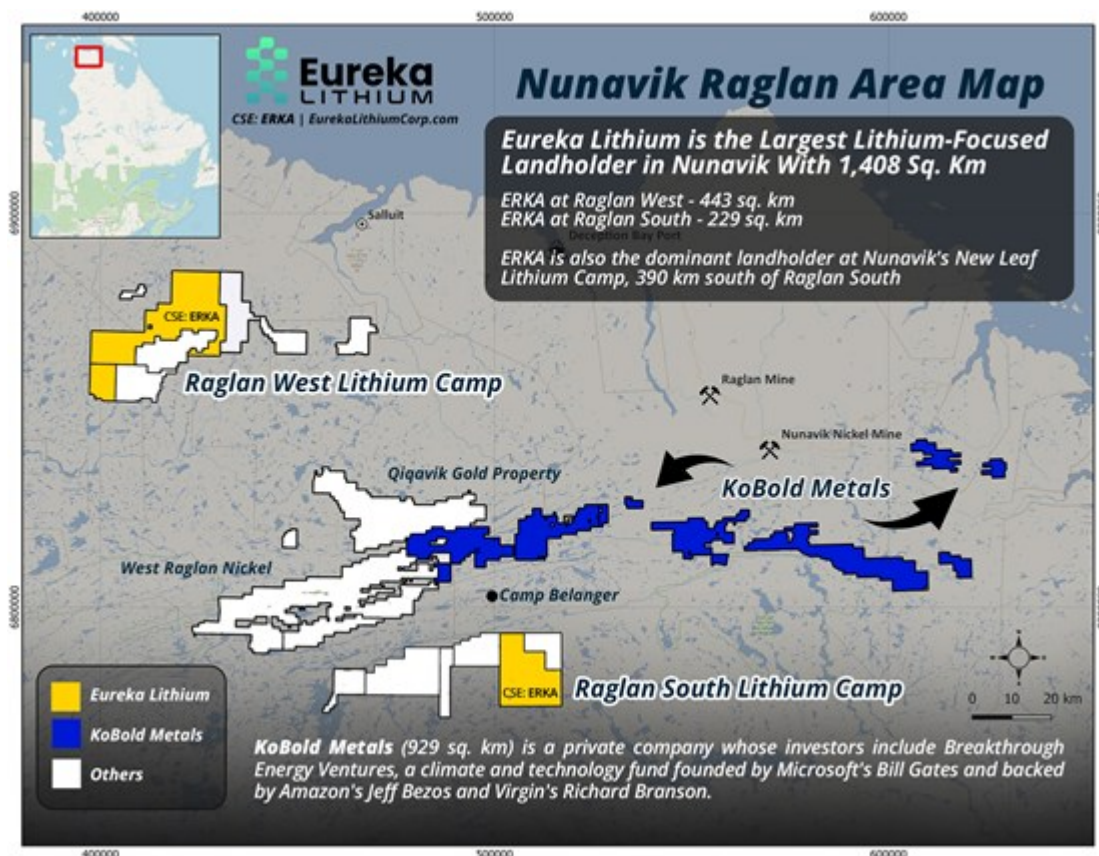 400000
500000
600000
Eureka
LITHIUM
CSE: ERKA | EurekaLithiumCorp.com
Nunavik Raglan Area Map
Eureka Lithium is the Largest Lithium-Focused
Landholder in Nunavik With 1,408 Sq. Km
ERKA at Raglan West - 443 sq. km
ERKA at Raglan South - 229 sq. km
ERKA is also the dominant landholder at Nunavik's New Leaf
Lithium Camp, 390 km south of Raglan South
6900000
Salluit
Deception Bay Port
CSE: ERKA
Raglan West Lithium Camp
Raglan Mine
Nunavik Nickel Mine
Qiqavik Gold Property
KoBold Metals
West Raglan Nickel
Camp Belanger
6800000
CSE: ERKA
Raglan South Lithium Camp
Eureka Lithium
KoBold Metals
Others
0 10 20 km
KoBold Metals (929 sq. km) is a private company whose investors include Breakthrough
Energy Ventures, a climate and technology fund founded by Microsoft's Bill Gates and backed
by Amazon's Jeff Bezos and Virgin's Richard Branson.
400000
500000
600000